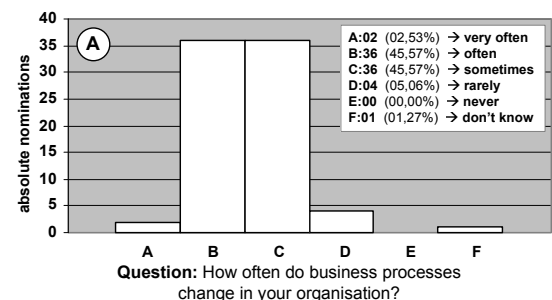 absolute nominations
40
35
30
25
20
15
10
5
0
A
A:02 (02,53%) → very often
B:36 (45,57%) → often
C:36 (45,57%) → sometimes
D:04 (05,06%) → rarely
E:00 (00,00%) → never
F:01 (01,27%) → don't know
A B C D E F
Question: How often do business processes
change in your organisation?